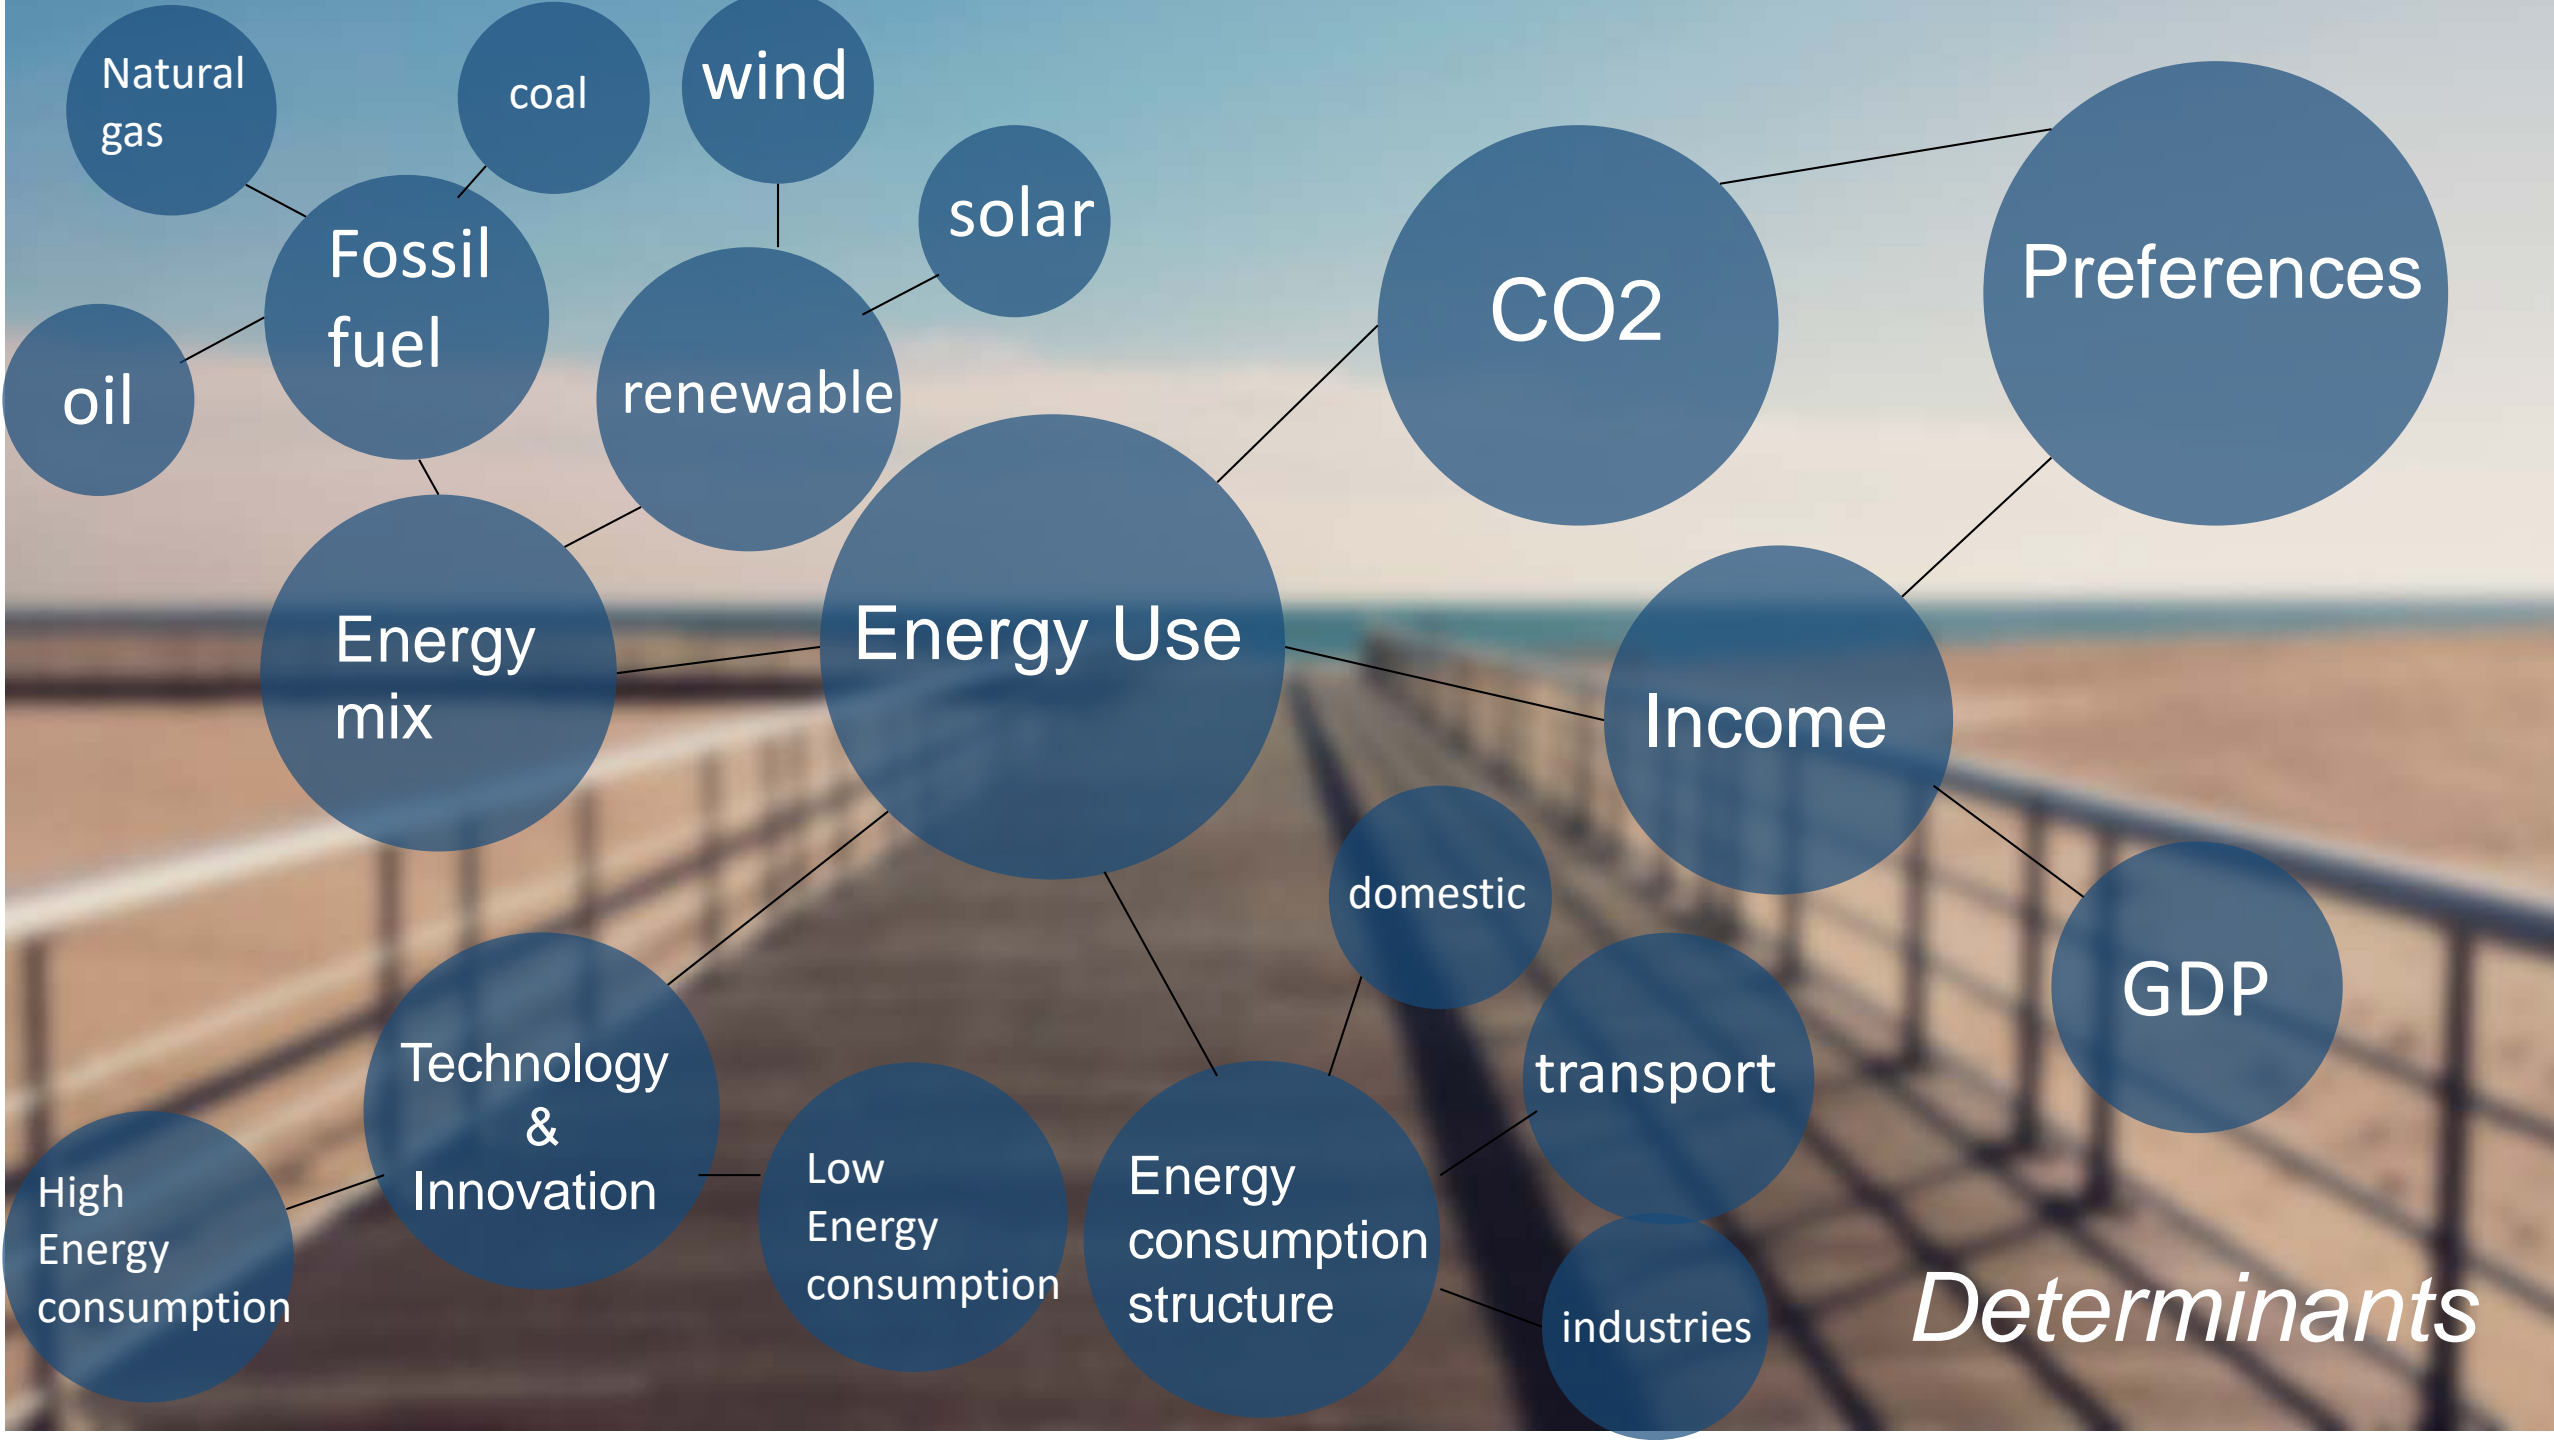 Natural
gas
coal
wind
solar
Fossil
fuel
oil
renewable
CO2
Preferences
Energy
mix
Energy Use
Income
domestic
GDP
Technology
&
Innovation
transport
High
Energy
consumption
Low
Energy
consumption
Energy
consumption
structure
industries
Determinants